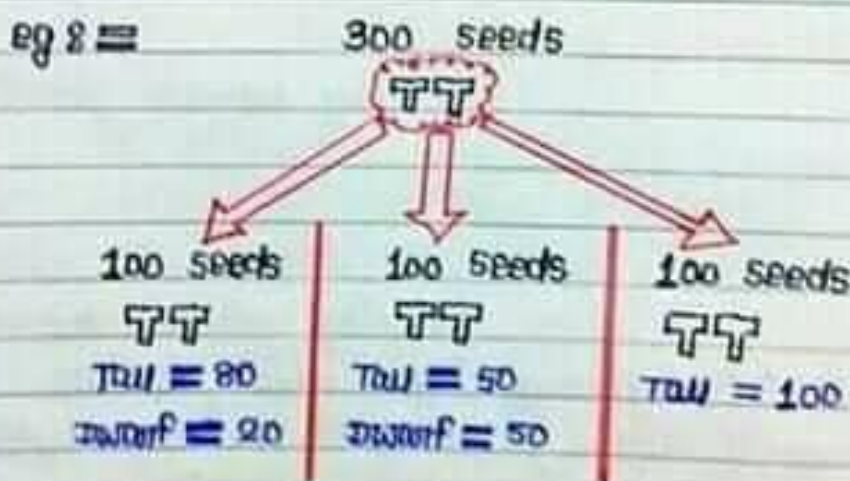 eg :=
300 seeds
TT
100 seeds
TT
Tall = 80
Dwarf = 20
100 seeds
TT
Tall = 50
Dwarf = 50
100 seeds
TT
Tall = 100